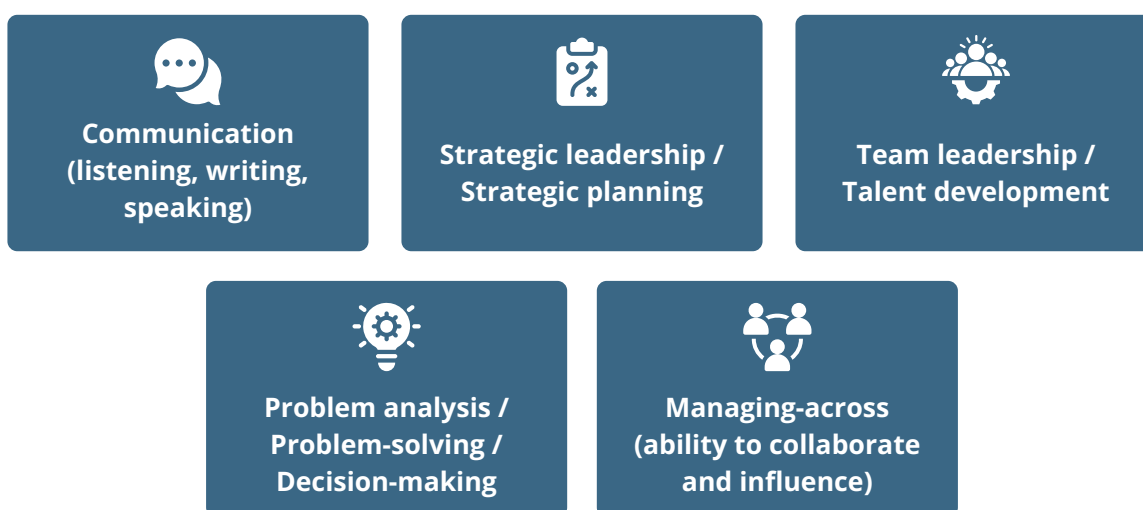 Communication
(listening, writing,
speaking)
Strategic leadership /
Strategic planning
Team leadership /
Talent development
Problem analysis /
Problem-solving /
Decision-making
Managing-across
(ability to collaborate
and influence)